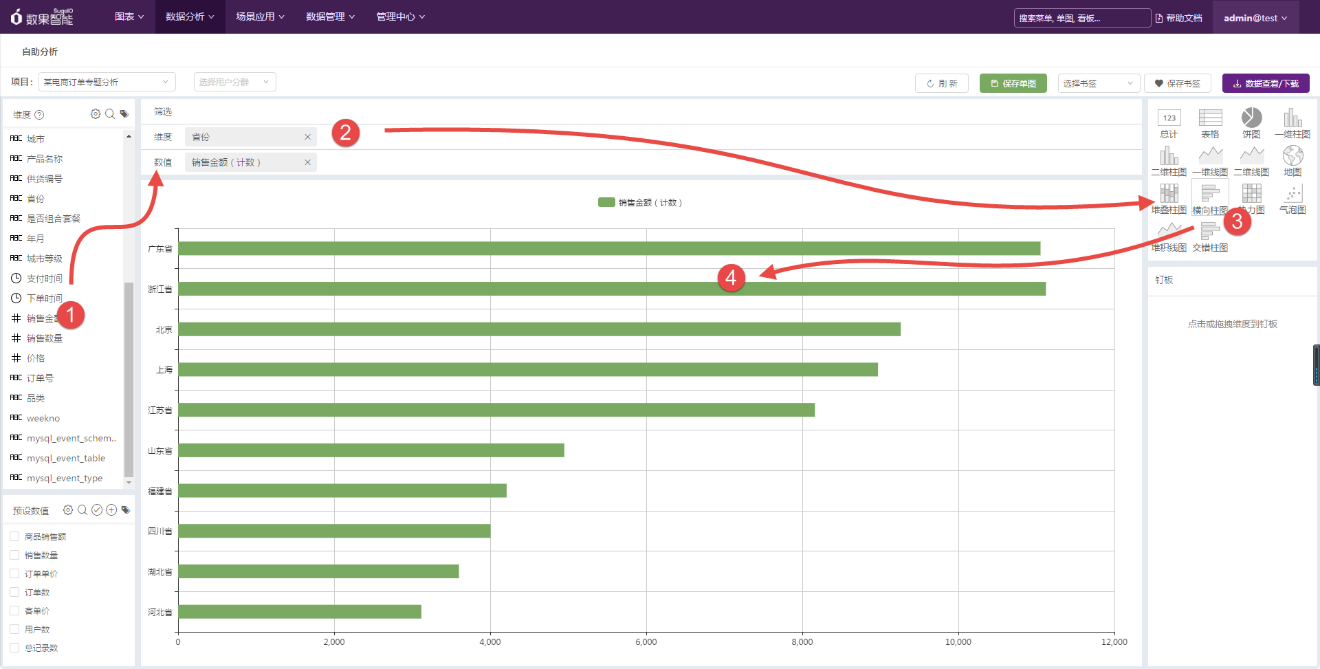 数果智能 SugoIO 图表 数据分析 场景应用 数据管理 管理中心 搜索菜单, 单图, 看板... 帮助文档 admin@test
自助分析
项目: 某电商订单专题分析 选择用户分群 刷新 保存单图 选择书签 保存书签 数据查看/下载
维度
ABC 城市
ABC 产品名称
ABC 供货编号
ABC 省份
ABC 是否组合套餐
ABC 年月
ABC 城市等级
支付时间
下单时间
1
# 销售金
# 销售数量
# 价格
ABC 订单号
ABC 品类
ABC weekno
ABC mysql_event_schem..
ABC mysql_event_table
ABC mysql_event_type
预设数值
商品销售额
销售数量
订单单价
订单数
客单价
用户数
总记录数
筛选
维度 省份 ×
2
数值 销售金额 ( 计数 ) ×
销售金额 ( 计数 )
4
广东省
浙江省
北京
上海
江苏省
山东省
福建省
四川省
湖北省
河北省
0 2,000 4,000 6,000 8,000 10,000 12,000
123
总计 表格 饼图 一维柱图
二维柱图 一维线图 二维线图 地图
堆叠柱图 横向柱图 力图 气泡图
3
堆积线图 交错柱图
钉板
点击或拖拽维度到钉板